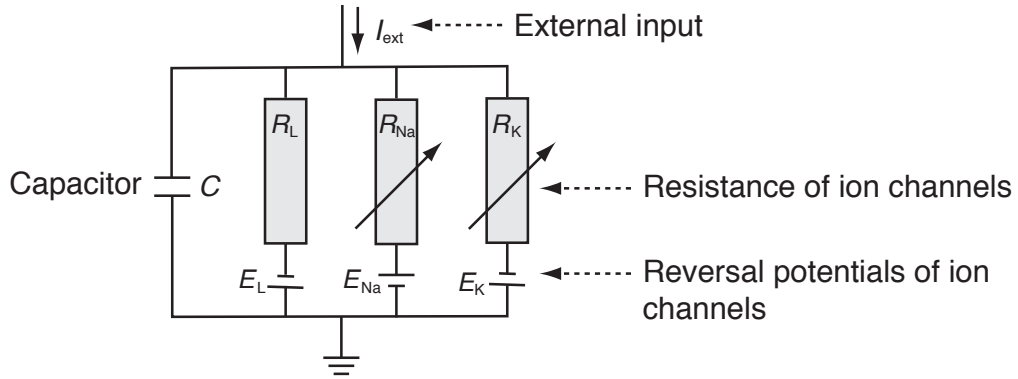 I_ext
External input
R_L
R_Na
R_K
Capacitor
C
Resistance of ion channels
E_L
E_Na
E_K
Reversal potentials of ion
channels